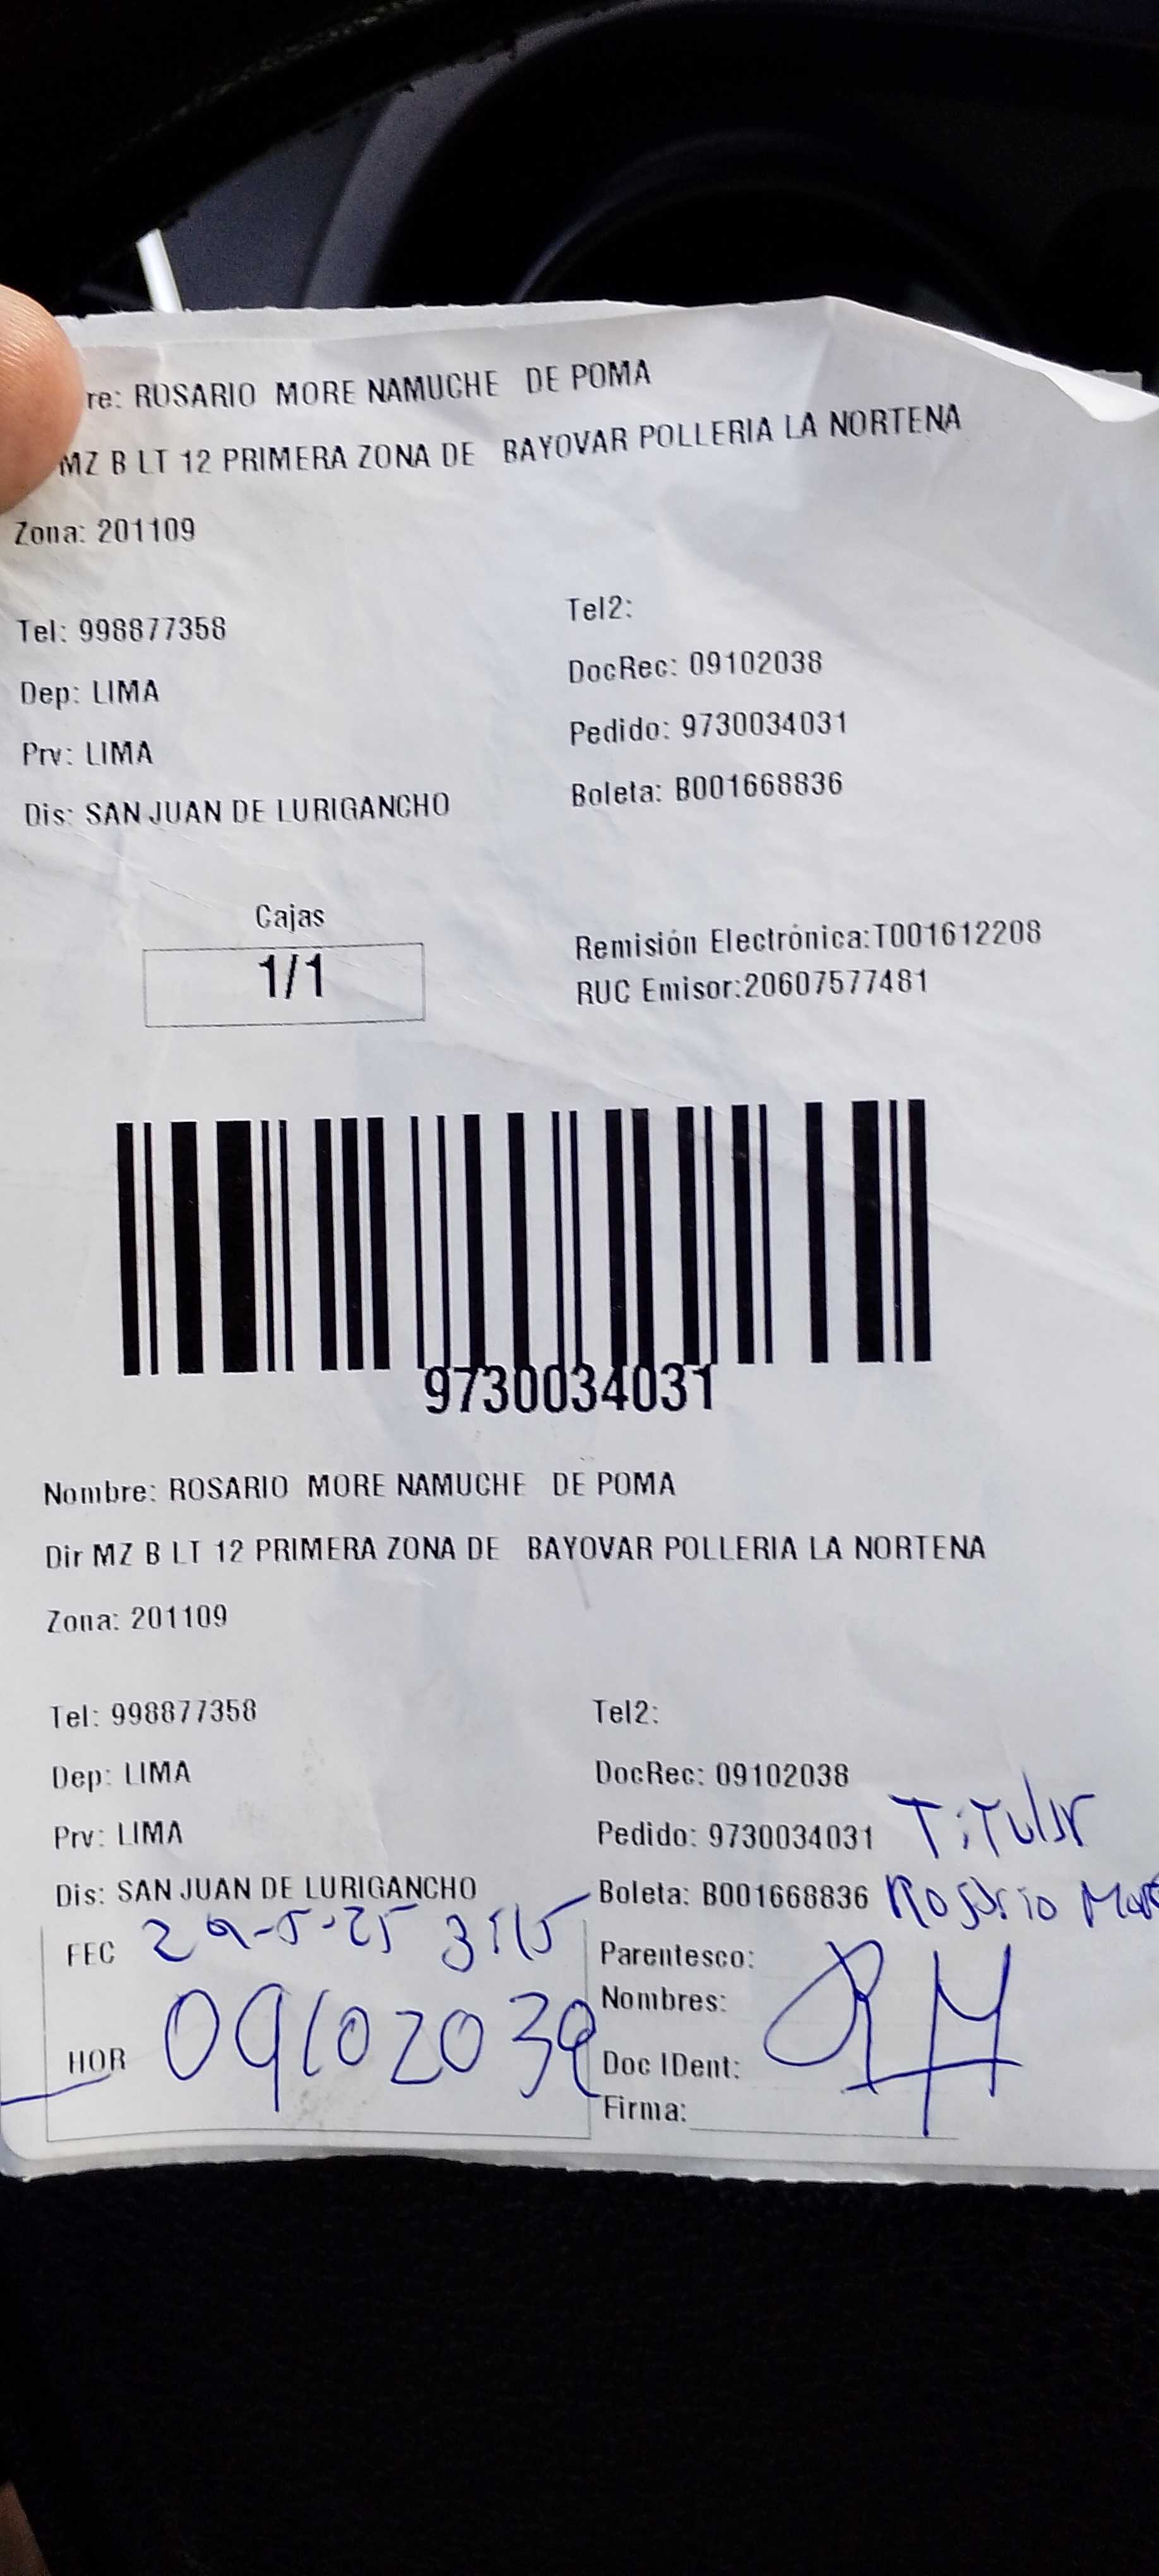 re: ROSARIO MORE NAMUCHE DE POMA
MZ B LT 12 PRIMERA ZONA DE BAYOVAR POLLERIA LA NORTENA
Zona: 201109
Tel: 998877358
Tel2:
Dep: LIMA
DocRec: 09102038
Prv: LIMA
Pedido: 9730034031
Dis: SAN JUAN DE LURIGANCHO
Boleta: B001668836
Cajas
1/1
Remisión Electrónica:T001612208
RUC Emisor:20607577481
9730034031
Nombre: ROSARIO MORE NAMUCHE DE POMA
Dir MZ B LT 12 PRIMERA ZONA DE BAYOVAR POLLERIA LA NORTENA
Zona: 201109
Tel: 998877358
Tel2:
Dep: LIMA
DocRec: 09102038
Prv: LIMA
Pedido: 9730034031 Titular
Dis: SAN JUAN DE LURIGANCHO
Boleta: B001668836 Rosario More
FEC 29-5-25 3:15
Parentesco:
Nombres:
HOR 09102038
Doc IDent:
Firma: RM